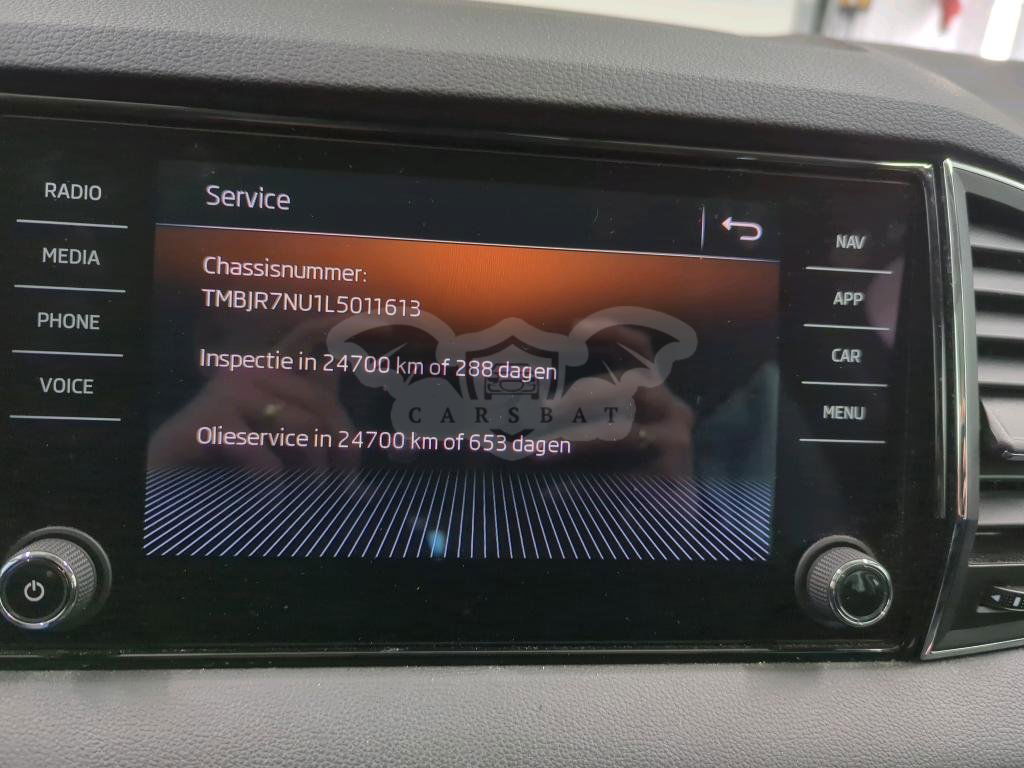 RADIO
MEDIA
PHONE
VOICE
Service
Chassisnummer:
TMBJR7NU1L5011613
Inspectie in 24700 km of 288 dagen
CARSBAT
Olieservice in 24700 km of 653 dagen
NAV
APP
CAR
MENU